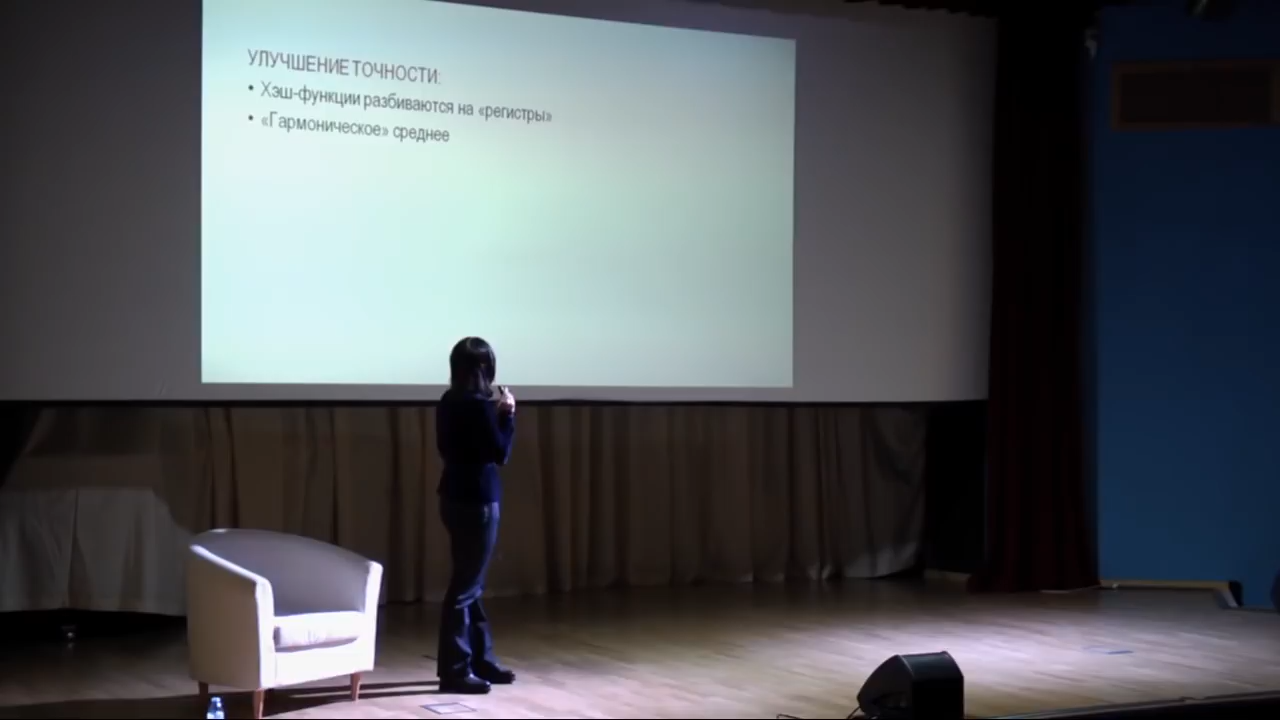 УЛУЧШЕНИЕ ТОЧНОСТИ:
• Хэш-функции разбиваются на «регистры»
• «Гармоническое» среднее